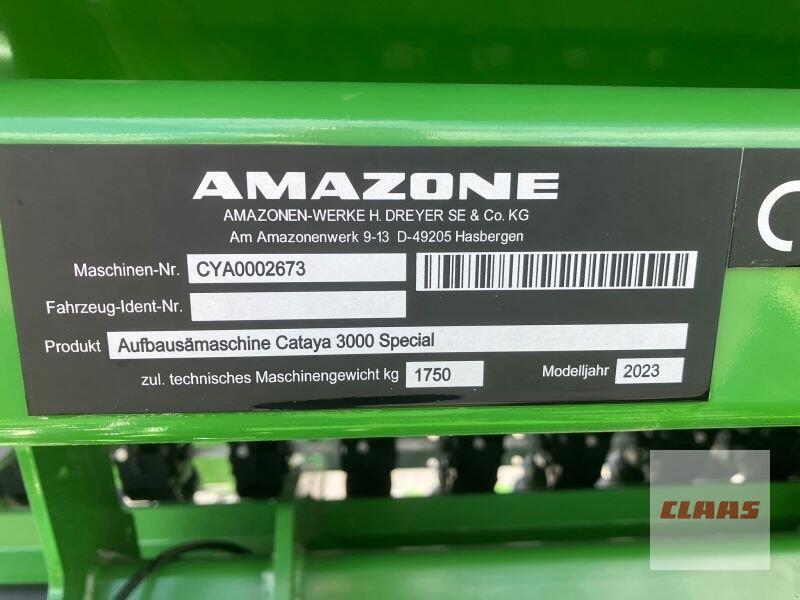 AMAZONE
AMAZONEN-WERKE H. DREYER SE & Co. KG
Am Amazonenwerk 9-13 D-49205 Hasbergen
Maschinen-Nr. CYA0002673
Fahrzeug-Ident-Nr.
Produkt Aufbausämaschine Cataya 3000 Special
zul. technisches Maschinengewicht kg 1750 Modelljahr 2023
CLAAS